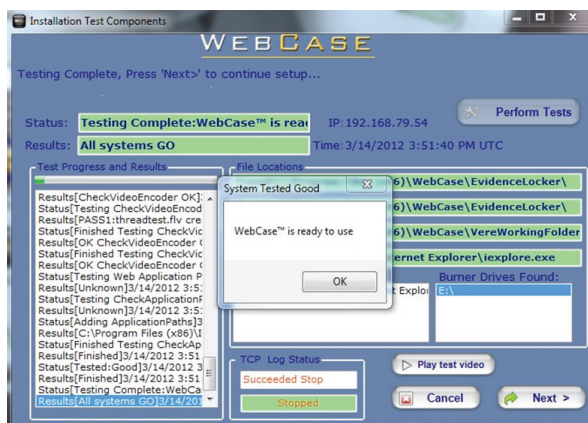 Installation Test Components
WEBCASE
Testing Complete, Press 'Next>' to continue setup...
Status: Testing Complete:WebCase™ is read
IP:192.168.79.54
Perform Tests
Results: All systems GO
Time:3/14/2012 3:51:40 PM UTC
Test Progress and Results
Results[CheckVideoEncoder OK]:
Status[Testing CheckVideoEncod
Results[PASS1:threadtest.flv cre
Status[Finished Testing CheckVic
Results[OK CheckVideoEncoder (
Status[Finished Testing CheckVic
Results[OK CheckVideoEncoder (
Status[Testing Web Application P
Results[Unknown]3/14/2012 3:5:
Status[Testing CheckApplicationF
Results[Unknown]3/14/2012 3:5:
Status[Adding ApplicationPaths]3
Results[C:\Program Files (x86)\I
Status[Finished Testing CheckAp
Results[Finished]3/14/2012 3:51
Status[Tested:Good]3/14/2012 3
Results[Finished]3/14/2012 3:51
Status[Testing Complete:WebCa
Results[All systems GO]3/14/201
File Locations
6)\WebCase\EvidenceLocker\
6)\WebCase\EvidenceLocker\
6)\WebCase\VereWorkingFolder
ernet Explorer\iexplore.exe
System Tested Good
WebCase™ is ready to use
OK
t Explor
Burner Drives Found:
E:\
TCP Log Status
Succeeded Stop
Stopped
Play test video
Cancel
Next >